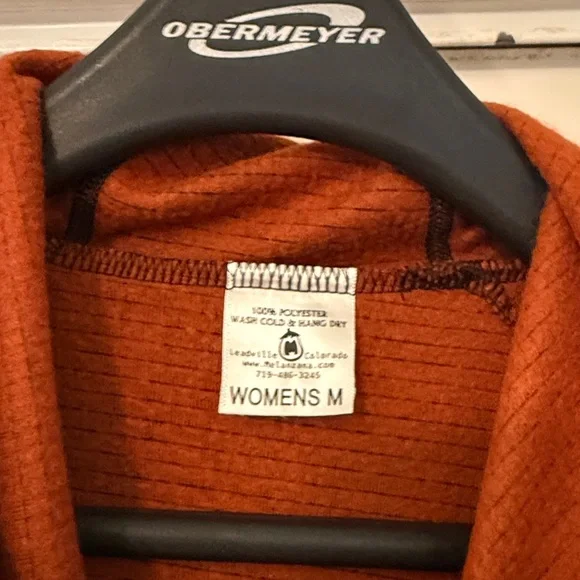 OBERMEYER
100% POLYESTER
WASH COLD & HANG DRY
M
Leadville Colorado
www.Melanzana.com
719-486-3245
WOMENS M